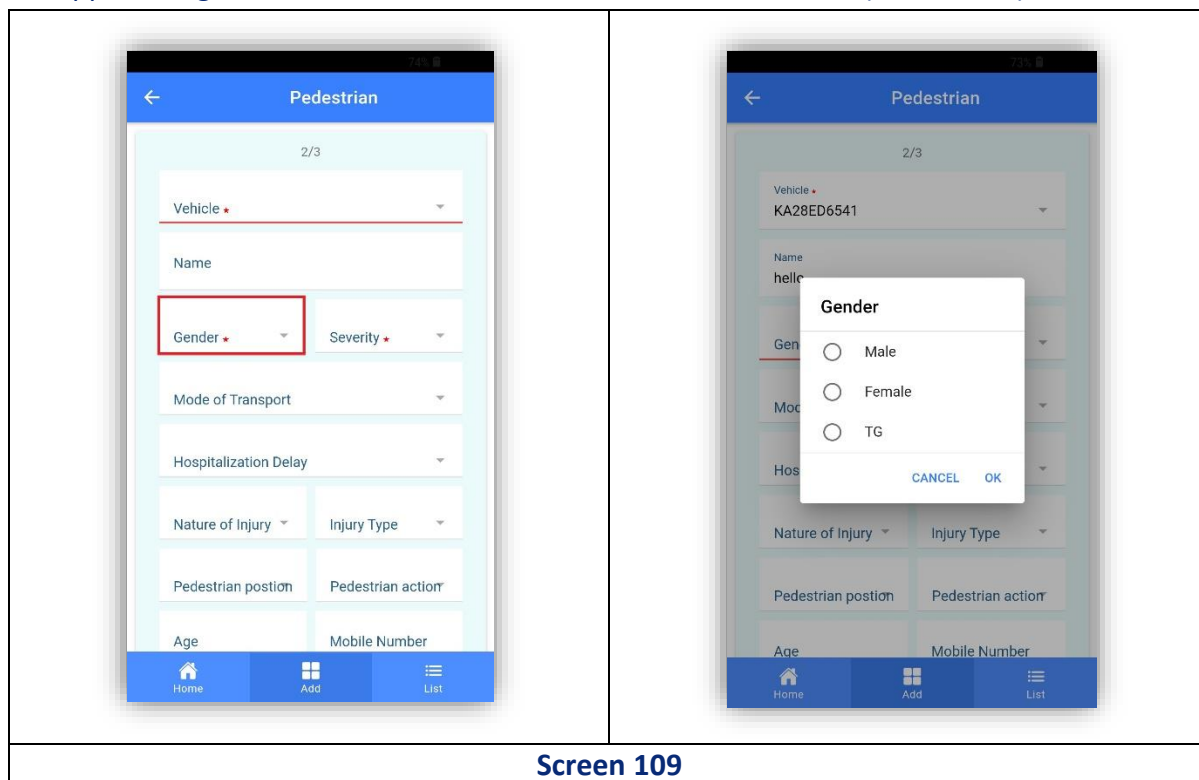 74%
Pedestrian
2/3
Vehicle *
Name
Gender *
Severity *
Mode of Transport
Hospitalization Delay
Nature of Injury
Injury Type
Pedestrian postion
Pedestrian action
Age
Mobile Number
Home
Add
List
73%
Pedestrian
2/3
Vehicle *
KA28ED6541
Name
hello
Gender
Male
Female
TG
CANCEL OK
Gen
Moc
Hos
Nature of Injury
Injury Type
Pedestrian postion
Pedestrian action
Age
Mobile Number
Home
Add
List
Screen 109